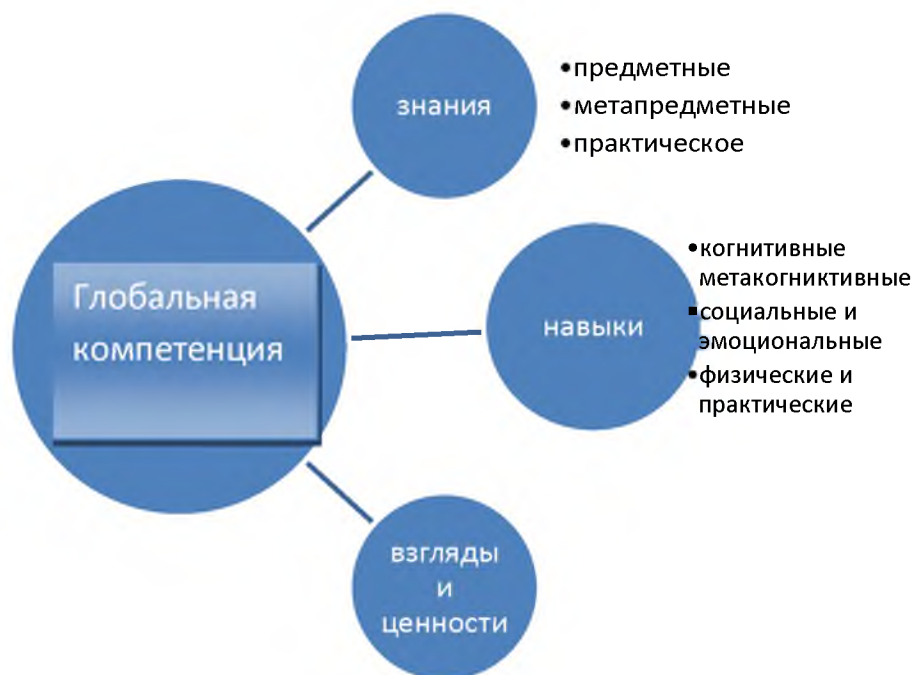 знания
•предметные
•метапредметные
•практическое
Глобальная
компетенция
навыки
•когнитивные
метакогниктивные
▪социальные и
эмоциональные
•физические и
практические
взгляды
и
ценности